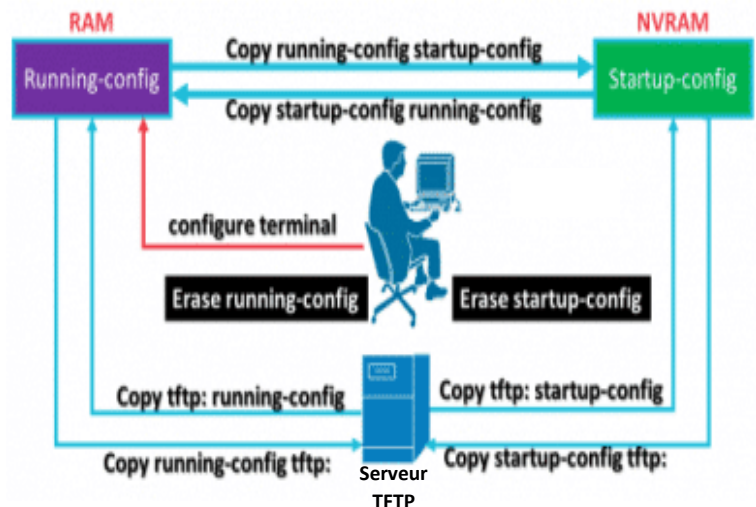 RAM
NVRAM
Running-config
Copy running-config startup-config
Startup-config
Copy startup-config running-config
configure terminal
Erase running-config
Erase startup-config
Copy tftp: running-config
Copy tftp: startup-config
Copy running-config tftp:
Copy startup-config tftp:
Serveur
TFTP